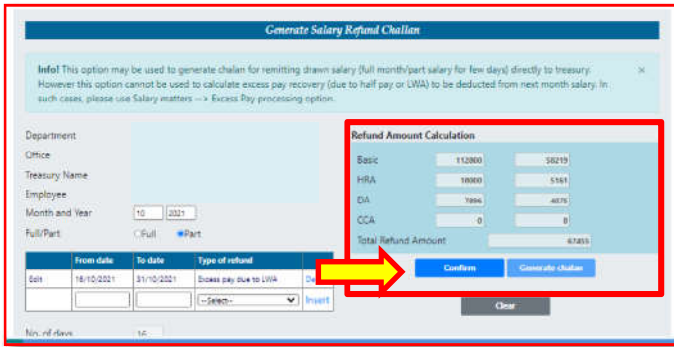 Generate Salary Refund Challan
Info! This option may be used to generate chalan for remitting drawn salary (full month/part salary for few days) directly to treasury. ×
However this option cannot be used to calculate excess pay recovery (due to half pay or LWA) to be deducted from next month salary. In
such cases, please use Salary matters --> Excess Pay processing option.
Department
Office
Treasury Name
Employee
Month and Year 10 2021
Full/Part Full Part
From date To date Type of refund
Edit 16/10/2021 31/10/2021 Excess pay due to LWA
--Select-- Insert
No. of days 16
Refund Amount Calculation
Basic 112800 58219
HRA 10000 5161
DA 7896 4075
CCA 0 0
Total Refund Amount 67455
Confirm Generate chalan
Clear